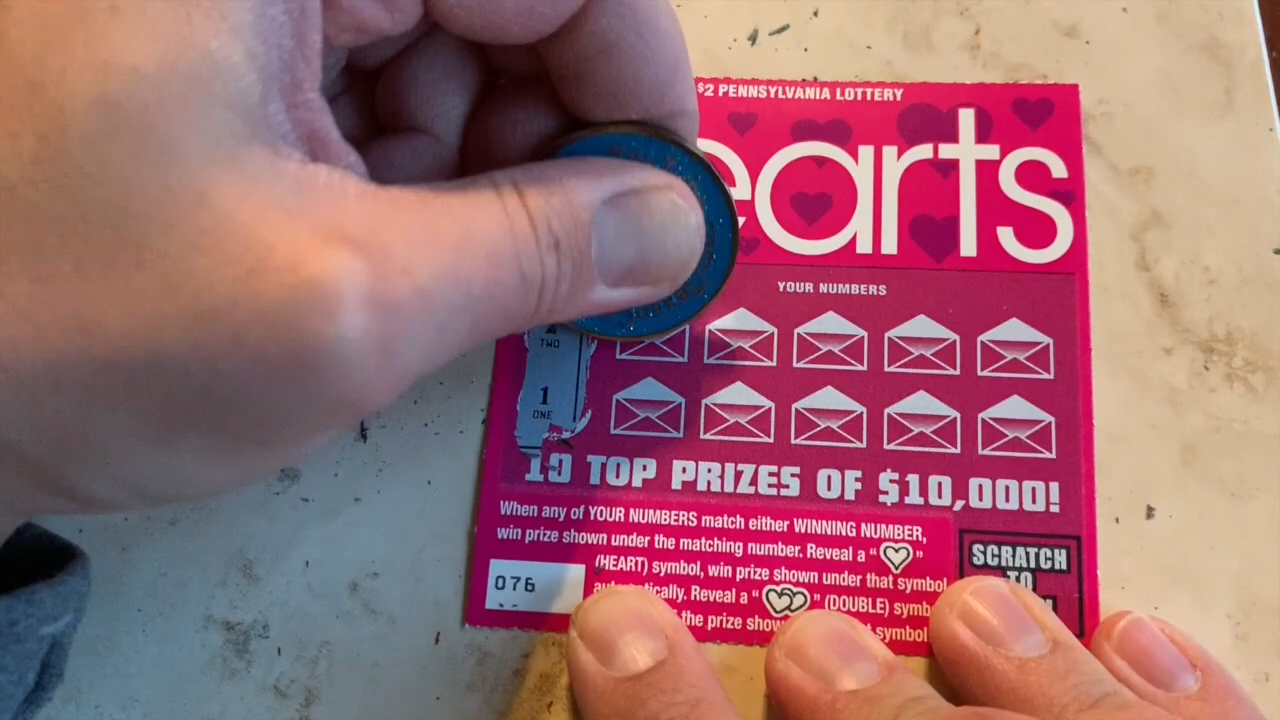 $2 PENNSYLVANIA LOTTERY
earts
YOUR NUMBERS
TWO
1
ONE
10 TOP PRIZES OF $10,000!
When any of YOUR NUMBERS match either WINNING NUMBER,
win prize shown under the matching number. Reveal a " "
(HEART) symbol, win prize shown under that symbol
Reveal a " " (DOUBLE)
the prize symbol
SCRATCH
TO
076